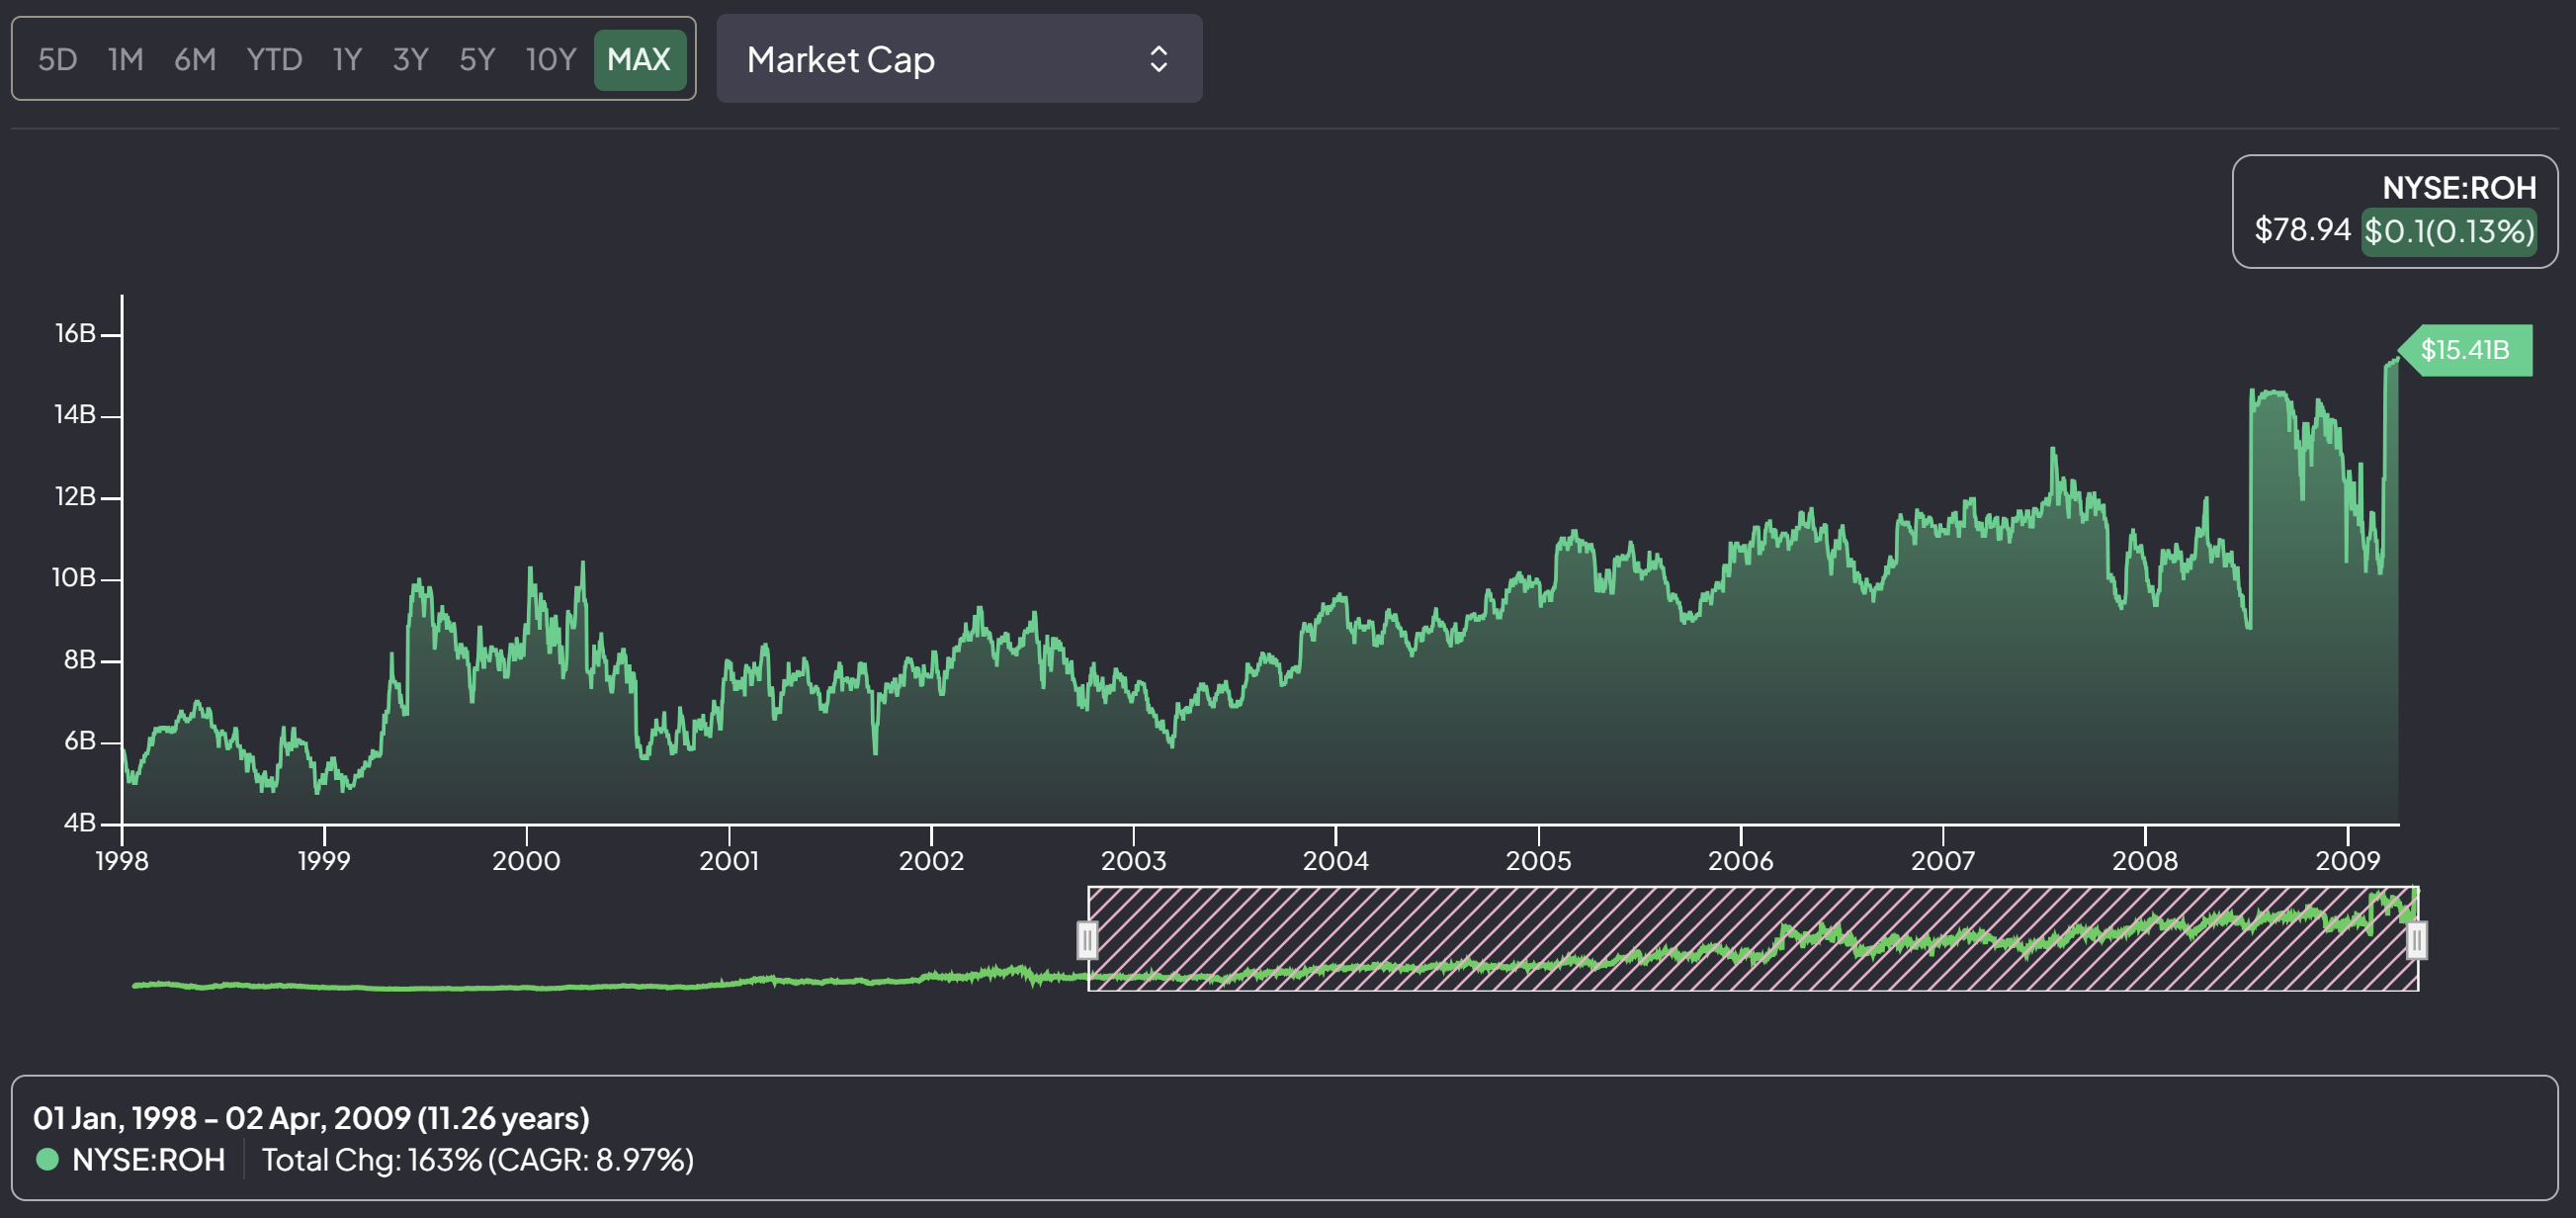 5D 1M 6M YTD 1Y 3Y 5Y 10Y MAX Market Cap
NYSE:ROH
$78.94 $0.1(0.13%)
16B
$15.41B
14B
12B
10B
8B
6B
4B
1998 1999 2000 2001 2002 2003 2004 2005 2006 2007 2008 2009
01 Jan, 1998 - 02 Apr, 2009 (11.26 years)
NYSE:ROH Total Chg: 163% (CAGR: 8.97%)